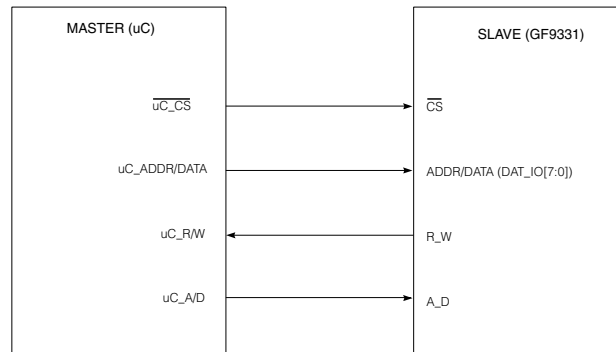 MASTER (uC)
SLAVE (GF9331)
uC_CS
CS
uC_ADDR/DATA
ADDR/DATA (DAT_IO[7:0])
uC_R/W
R_W
uC_A/D
A_D